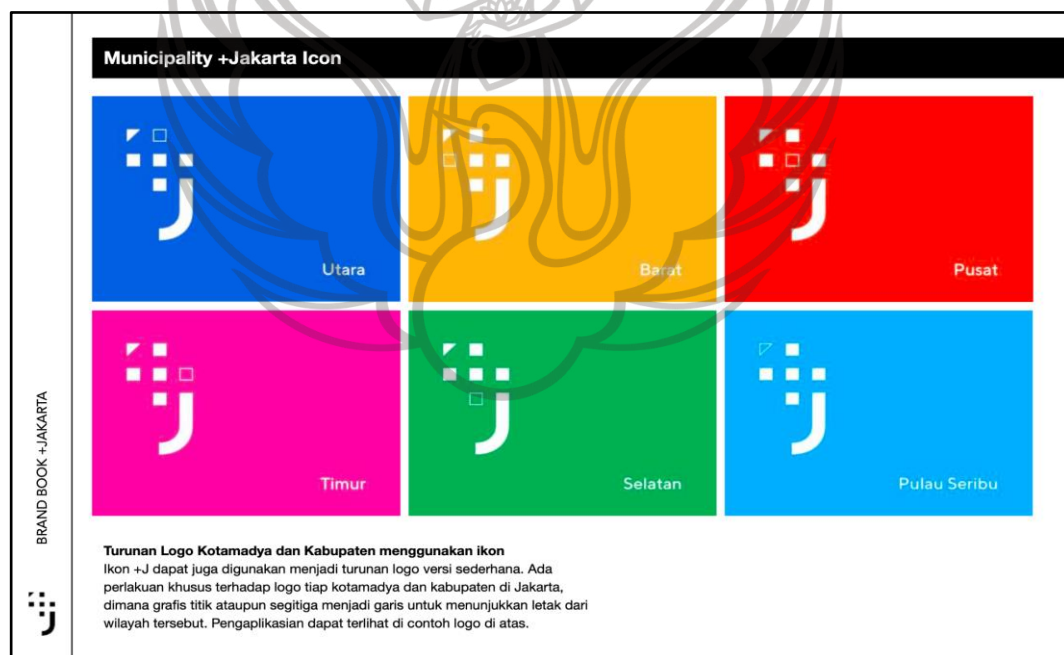 Municipality +Jakarta Icon
Utara
Barat
Pusat
Timur
Selatan
Pulau Seribu
BRAND BOOK +JAKARTA
Turunan Logo Kotamadya dan Kabupaten menggunakan ikon
Ikon +J dapat juga digunakan menjadi turunan logo versi sederhana. Ada
perlakuan khusus terhadap logo tiap kotamadya dan kabupaten di Jakarta,
dimana grafis titik ataupun segitiga menjadi garis untuk menunjukkan letak dari
wilayah tersebut. Pengaplikasian dapat terlihat di contoh logo di atas.